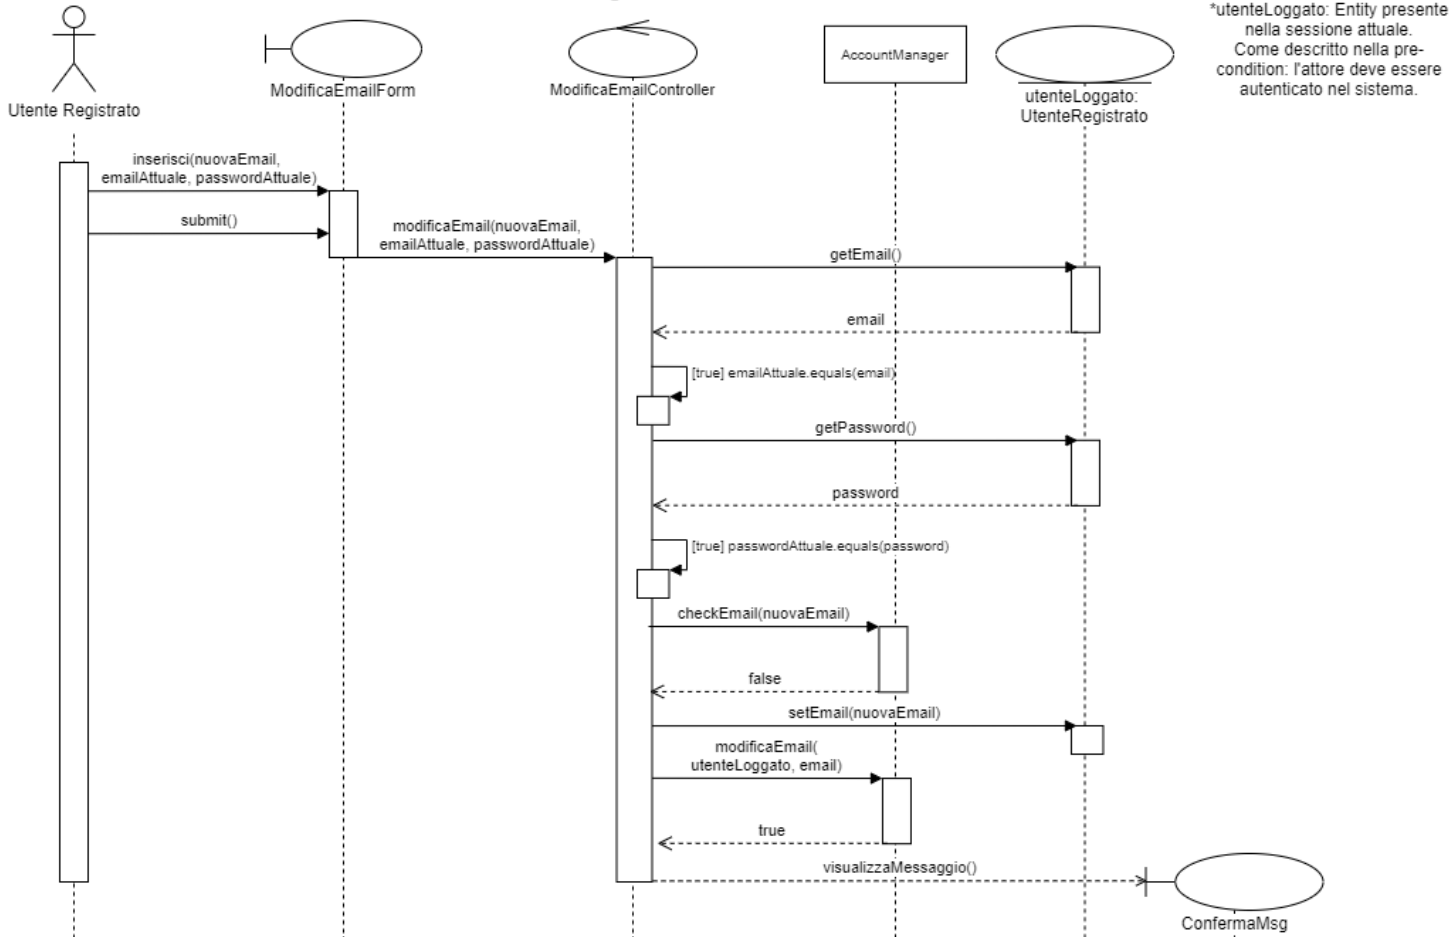 *utenteLoggato: Entity presente
nella sessione attuale.
Come descritto nella pre-
condition: l'attore deve essere
autenticato nel sistema.
Utente Registrato
ModificaEmailForm
ModificaEmailController
AccountManager
utenteLoggato:
UtenteRegistrato
inserisci(nuovaEmail,
emailAttuale, passwordAttuale)
submit()
modificaEmail(nuovaEmail,
emailAttuale, passwordAttuale)
getEmail()
email
[true] emailAttuale.equals(email)
getPassword()
password
[true] passwordAttuale.equals(password)
checkEmail(nuovaEmail)
false
setEmail(nuovaEmail)
modificaEmail(
utenteLoggato, email)
true
visualizzaMessaggio()
ConfermaMsg